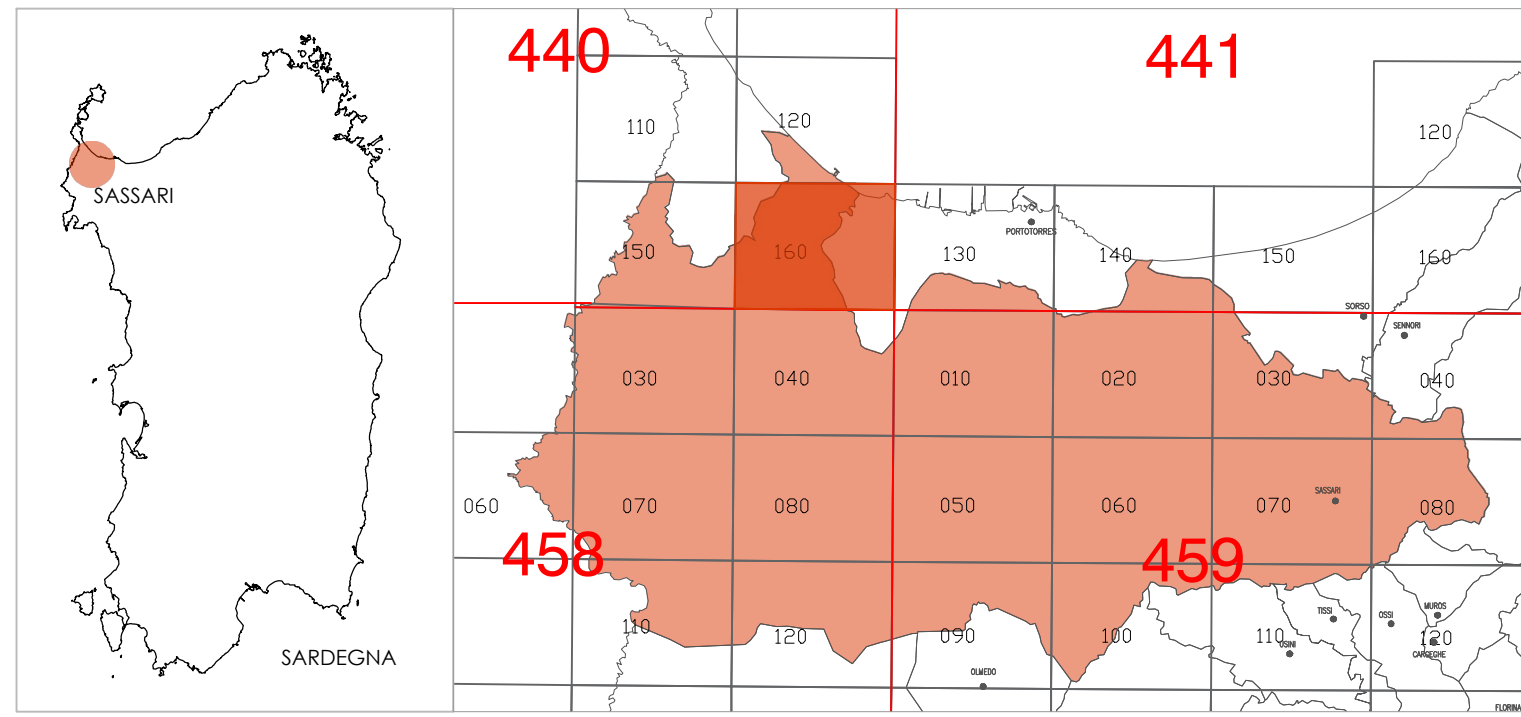 SASSARI
SARDEGNA
440
441
110
120
120
150
160
130
PORTOTORRES
140
150
160
SORSO
SENNORI
030
040
010
020
030
040
060
070
080
050
060
070
SASSARI
080
458
459
110
120
090
100
110
120
TISSI
OSSI
MUROS
USINI
CARGEGHE
OLMEDO
FLORINA